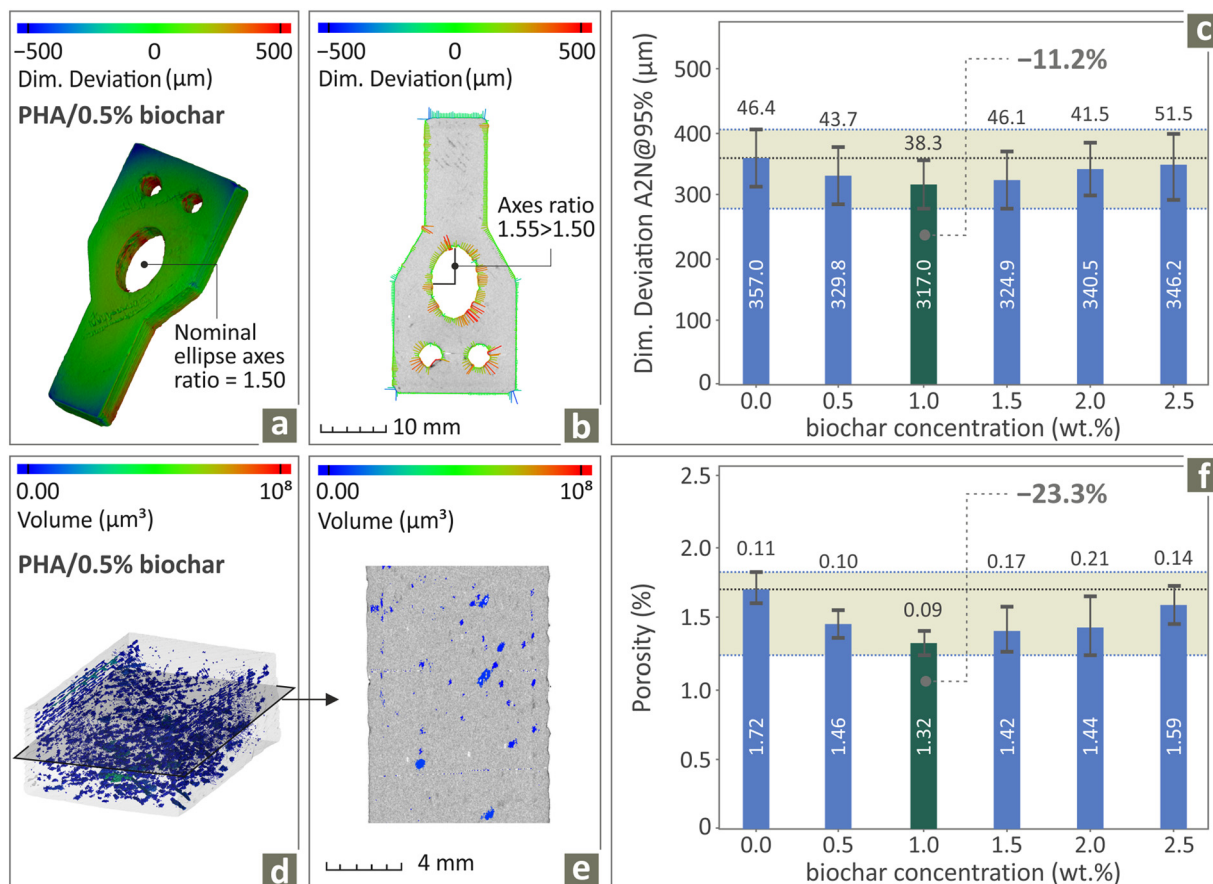 −500 0 500
Dim. Deviation (µm)
PHA/0.5% biochar
Nominal
ellipse axes
ratio = 1.50
a
−500 0 500
Dim. Deviation (µm)
Axes ratio
1.55>1.50
10 mm
b
c
−11.2%
Dim. Deviation A2N@95% (µm)
500
400
300
200
100
0
46.4 43.7 38.3 46.1 41.5 51.5
357.0 329.8 317.0 324.9 340.5 346.2
0.0 0.5 1.0 1.5 2.0 2.5
biochar concentration (wt.%)
0.00 10⁸
Volume (µm³)
PHA/0.5% biochar
d
0.00 10⁸
Volume (µm³)
4 mm
e
f
−23.3%
Porosity (%)
2.5
2.0
1.5
1.0
0.5
0
0.11 0.10 0.09 0.17 0.21 0.14
1.72 1.46 1.32 1.42 1.44 1.59
0.0 0.5 1.0 1.5 2.0 2.5
biochar concentration (wt.%)